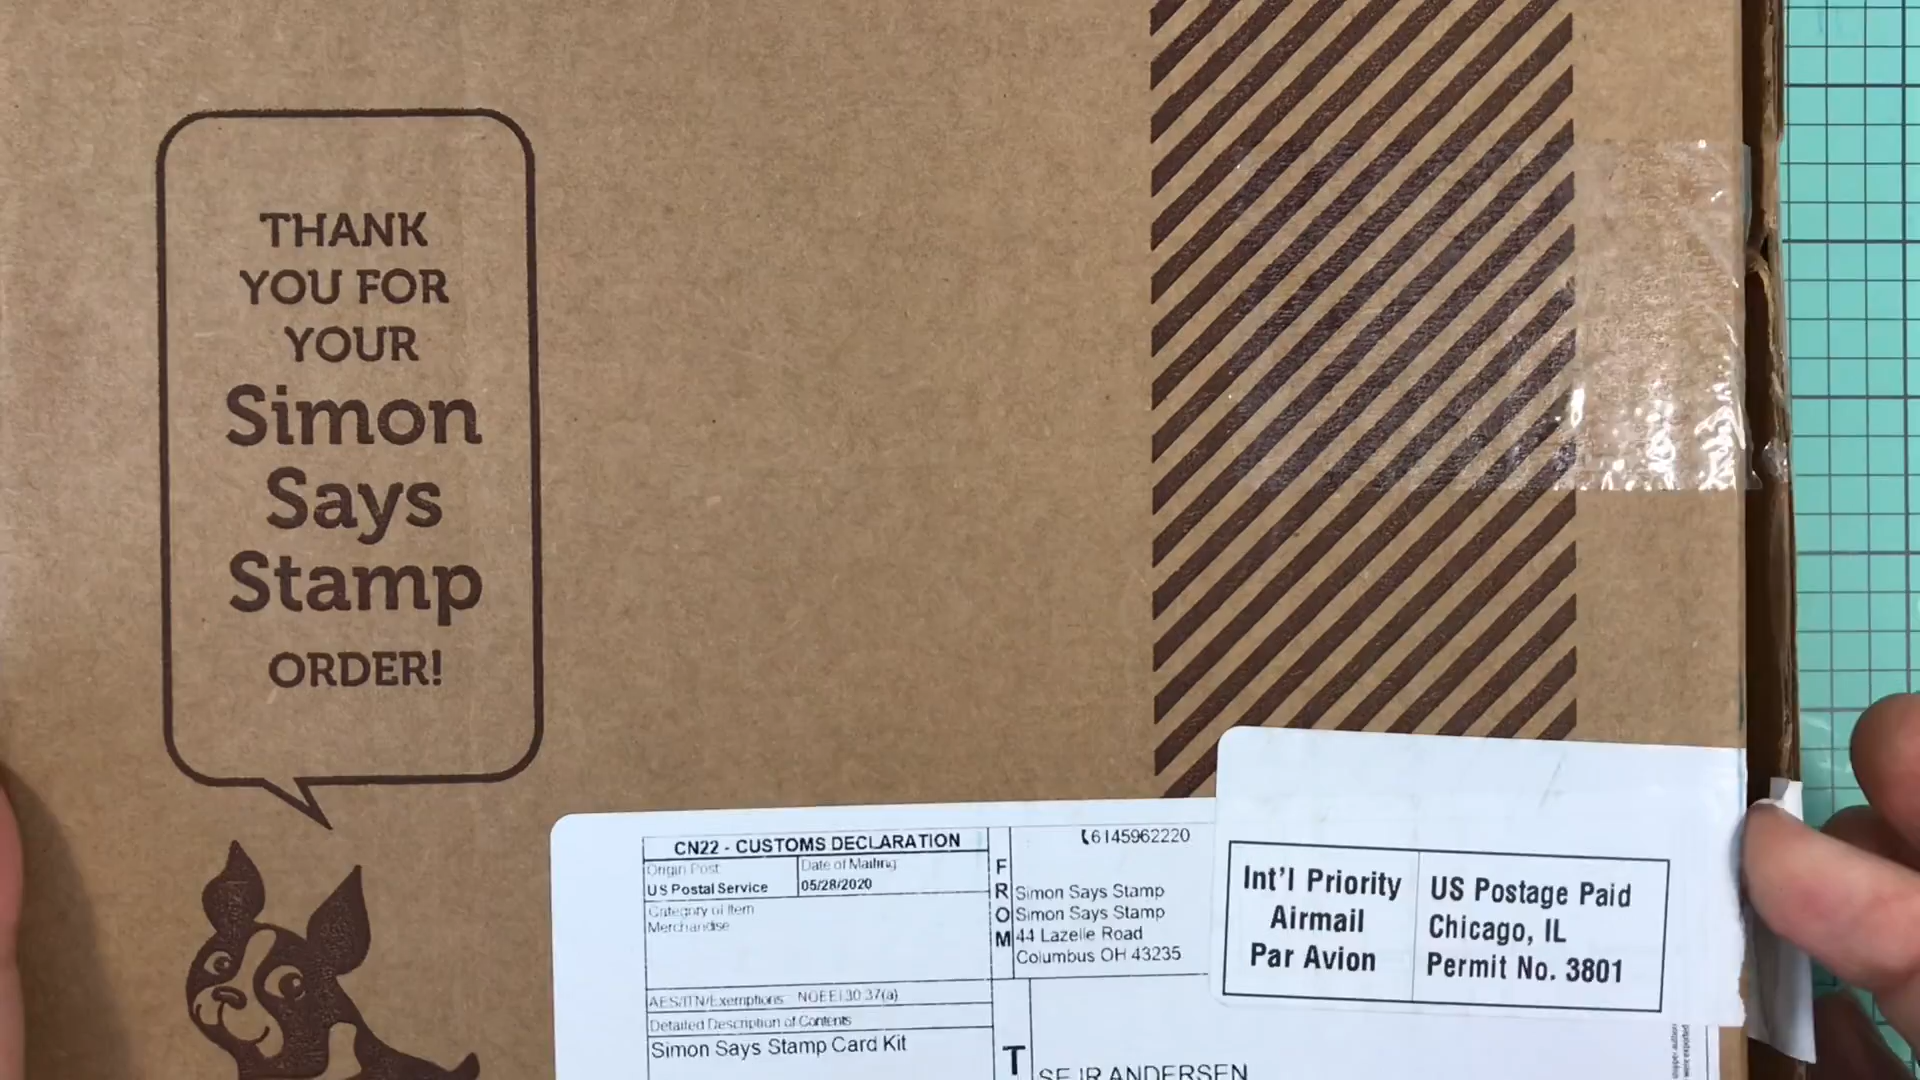 THANK
YOU FOR
YOUR
Simon
Says
Stamp
ORDER!
CN22 - CUSTOMS DECLARATION
Origin Post
US Postal Service
Date of Mailing
05/28/2020
Category of Item
Merchandise
AES/ITN/Exemptions NOEEI 30.37(a)
Detailed Description of Contents
Simon Says Stamp Card Kit
FROM
6145962220
Simon Says Stamp
Simon Says Stamp
44 Lazelle Road
Columbus OH 43235
T
SEJR ANDERSEN
Int'l Priority
Airmail
Par Avion
US Postage Paid
Chicago, IL
Permit No. 3801